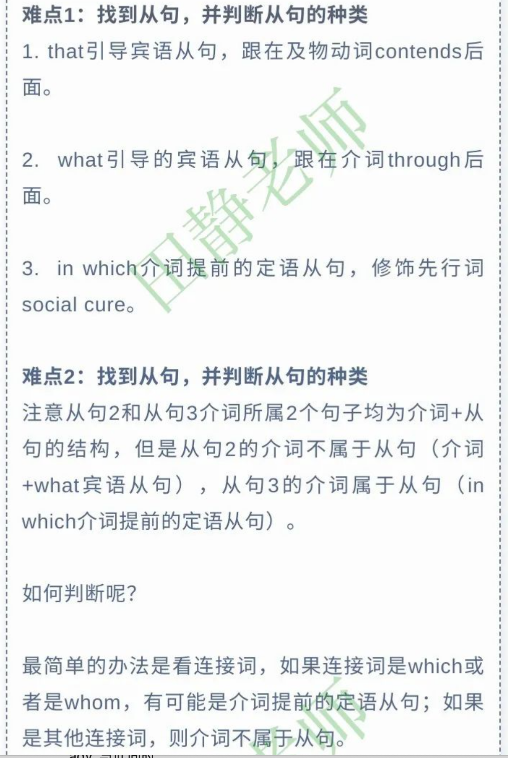 难点1：找到从句，并判断从句的种类
1. that引导宾语从句，跟在及物动词contends后
面。
2. what引导的宾语从句，跟在介词through后
面。
3. in which介词提前的定语从句，修饰先行词
social cure。
难点2：找到从句，并判断从句的种类
注意从句2和从句3介词所属2个句子均为介词+从
句的结构，但是从句2的介词不属于从句（介词
+what宾语从句），从句3的介词属于从句（in
which介词提前的定语从句）。
如何判断呢？
最简单的办法是看连接词，如果连接词是which或
者是whom，有可能是介词提前的定语从句；如果
是其他连接词，则介词不属于从句。
田静老师
老师